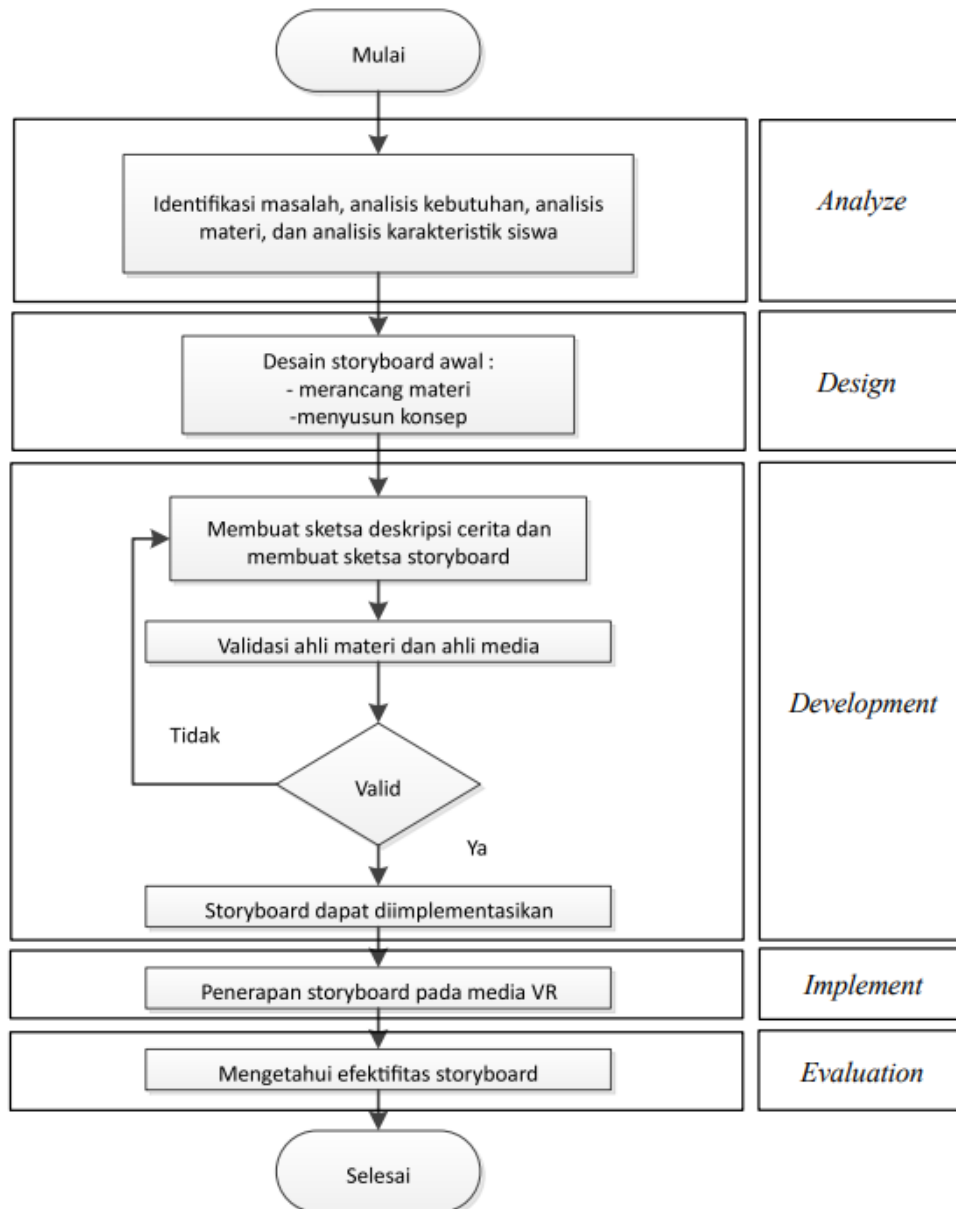 Mulai
Identifikasi masalah, analisis kebutuhan, analisis
materi, dan analisis karakteristik siswa
Analyze
Desain storyboard awal :
- merancang materi
-menyusun konsep
Design
Membuat sketsa deskripsi cerita dan
membuat sketsa storyboard
Validasi ahli materi dan ahli media
Development
Tidak
Valid
Ya
Storyboard dapat diimplementasikan
Penerapan storyboard pada media VR
Implement
Mengetahui efektifitas storyboard
Evaluation
Selesai